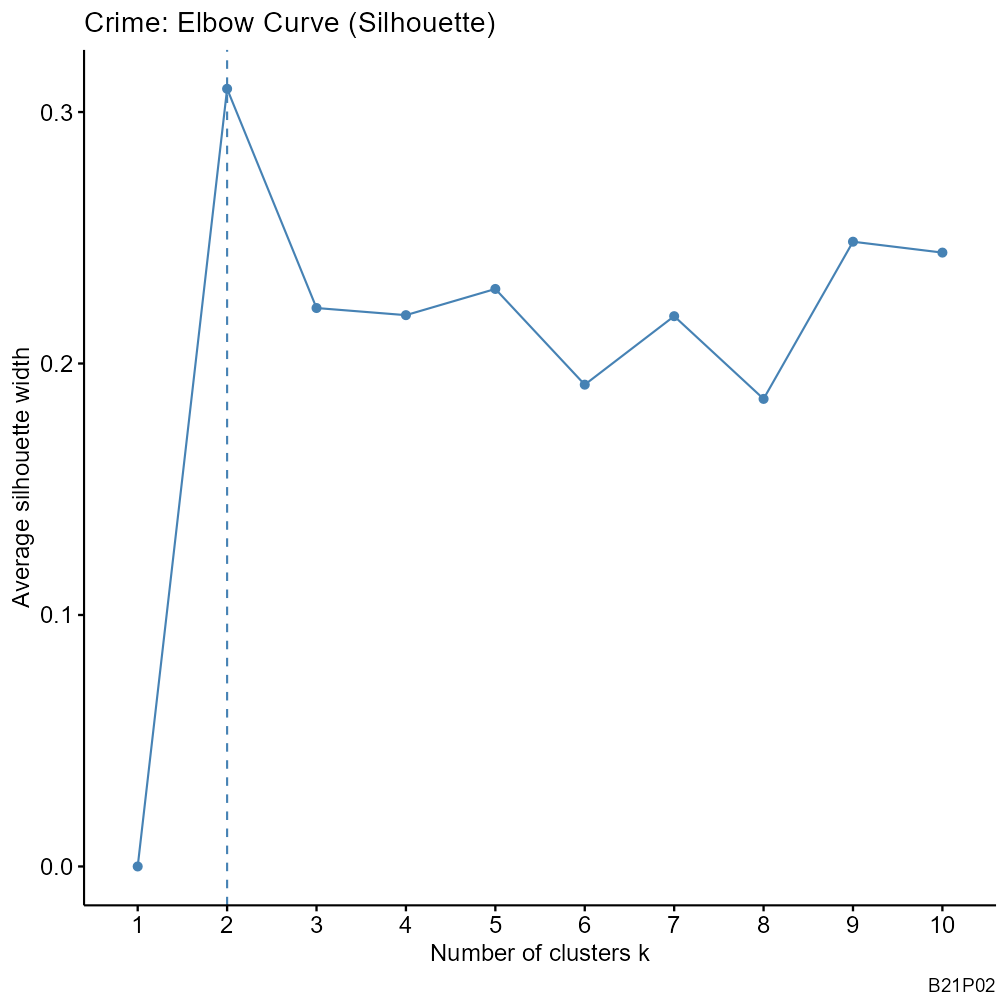 Crime: Elbow Curve (Silhouette)
Average silhouette width
0.3
0.2
0.1
0.0
1 2 3 4 5 6 7 8 9 10
Number of clusters k
B21P02